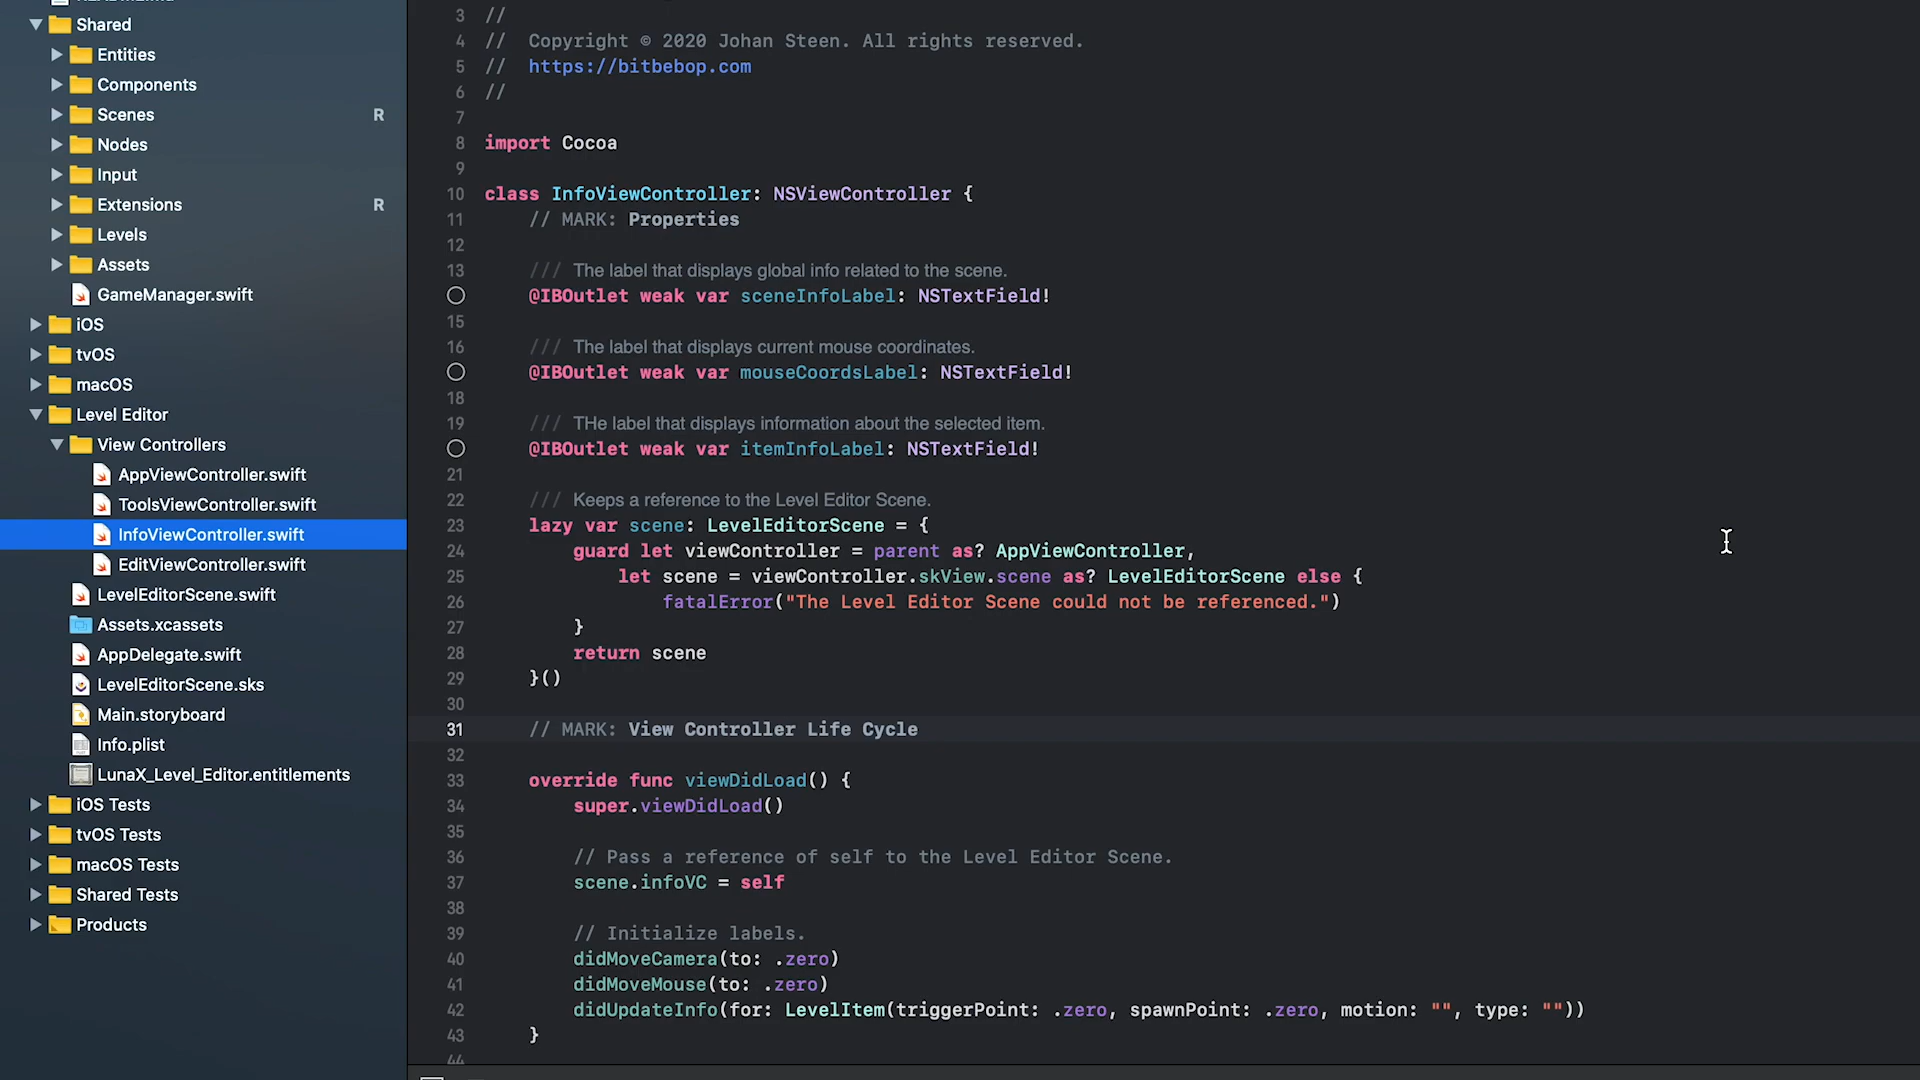 Shared
Entities
Components
Scenes R
Nodes
Input
Extensions R
Levels
Assets
GameManager.swift
iOS
tvOS
macOS
Level Editor
View Controllers
AppViewController.swift
ToolsViewController.swift
InfoViewController.swift
EditViewController.swift
LevelEditorScene.swift
Assets.xcassets
AppDelegate.swift
LevelEditorScene.sks
Main.storyboard
Info.plist
LunaX_Level_Editor.entitlements
iOS Tests
tvOS Tests
macOS Tests
Shared Tests
Products
3 //
4 //  Copyright © 2020 Johan Steen. All rights reserved.
5 //  https://bitbebop.com
6 //
7
8 import Cocoa
9
10 class InfoViewController: NSViewController {
11     // MARK: Properties
12
13     /// The label that displays global info related to the scene.
@IBOutlet weak var sceneInfoLabel: NSTextField!
15
16     /// The label that displays current mouse coordinates.
@IBOutlet weak var mouseCoordsLabel: NSTextField!
18
19     /// THe label that displays information about the selected item.
@IBOutlet weak var itemInfoLabel: NSTextField!
21
22     /// Keeps a reference to the Level Editor Scene.
23     lazy var scene: LevelEditorScene = {
24         guard let viewController = parent as? AppViewController,
25             let scene = viewController.skView.scene as? LevelEditorScene else {
26                 fatalError("The Level Editor Scene could not be referenced.")
27         }
28         return scene
29     }()
30
31     // MARK: View Controller Life Cycle
32
33     override func viewDidLoad() {
34         super.viewDidLoad()
35
36         // Pass a reference of self to the Level Editor Scene.
37         scene.infoVC = self
38
39         // Initialize labels.
40         didMoveCamera(to: .zero)
41         didMoveMouse(to: .zero)
42         didUpdateInfo(for: LevelItem(triggerPoint: .zero, spawnPoint: .zero, motion: "", type: ""))
43     }
44